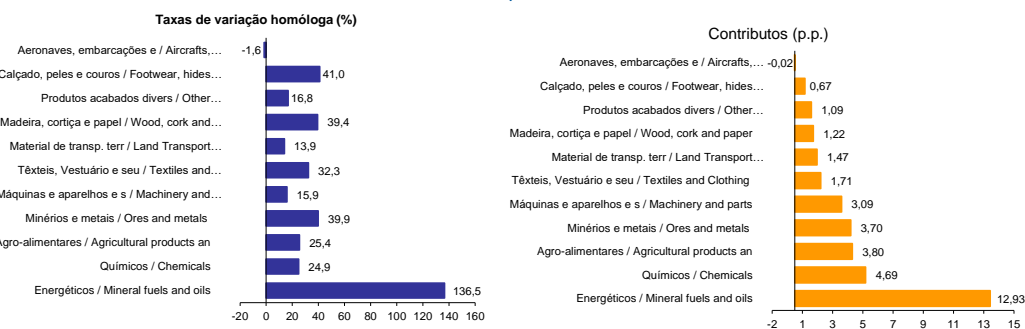 Taxas de variação homóloga (%)
Aeronaves, embarcações e / Aircrafts,… -1,6
Calçado, peles e couros / Footwear, hides… 41,0
Produtos acabados divers / Other… 16,8
Madeira, cortiça e papel / Wood, cork and… 39,4
Material de transp. terr / Land Transport… 13,9
Têxteis, Vestuário e seu / Textiles and… 32,3
Máquinas e aparelhos e s / Machinery and… 15,9
Minérios e metais / Ores and metals 39,9
Agro-alimentares / Agricultural products an 25,4
Químicos / Chemicals 24,9
Energéticos / Mineral fuels and oils 136,5
-20 0 20 40 60 80 100 120 140 160
Contributos (p.p.)
Aeronaves, embarcações e / Aircrafts,… -0,02
Calçado, peles e couros / Footwear, hides… 0,67
Produtos acabados divers / Other… 1,09
Madeira, cortiça e papel / Wood, cork and paper 1,22
Material de transp. terr / Land Transport… 1,47
Têxteis, Vestuário e seu / Textiles and Clothing 1,71
Máquinas e aparelhos e s / Machinery and parts 3,09
Minérios e metais / Ores and metals 3,70
Agro-alimentares / Agricultural products an 3,80
Químicos / Chemicals 4,69
Energéticos / Mineral fuels and oils 12,93
-2 1 3 5 7 9 11 13 15